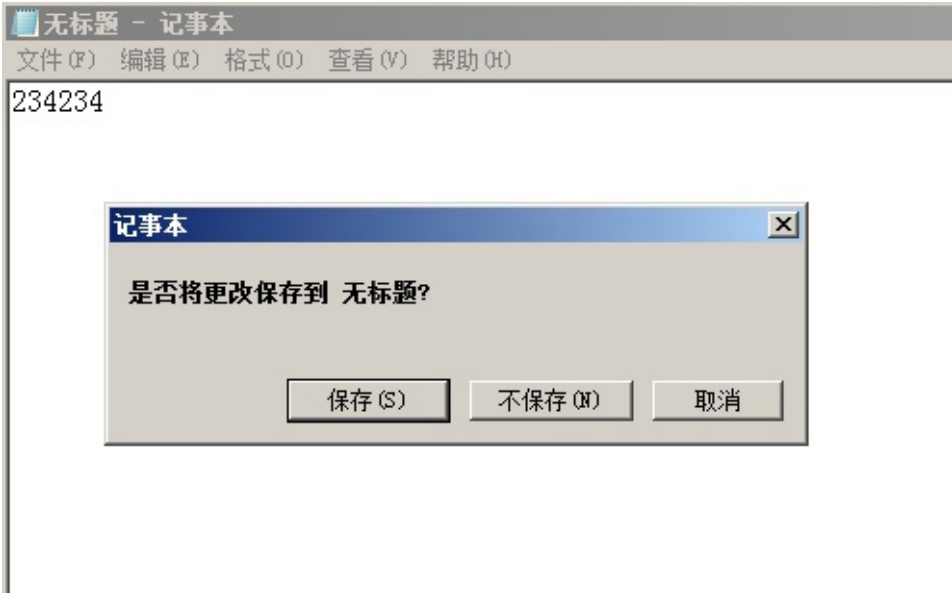 无标题 - 记事本
文件(F) 编辑(E) 格式(O) 查看(V) 帮助(H)
234234
记事本
是否将更改保存到 无标题?
保存(S) 不保存(N) 取消